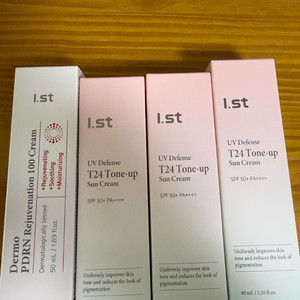 I.st
Dermo
PDRN Rejuvenation 100 Cream
+Rejuvenating
+Soothing
+Moisturizing
Dermatologically tested
50 mL / 1.69 fl.oz.
I.st
UV Defense
T24 Tone-up
Sun Cream
SPF 50+ PA++++
Uniformly improves skin
tone and reduces the look of
pigmentation
I.st
UV Defense
T24 Tone-up
Sun Cream
SPF 50+ PA++++
Uniformly improves skin
tone and reduces the look of
pigmentation
I.st
UV Defense
T24 Tone-up
Sun Cream
SPF 50+ PA++++
Uniformly improves skin
tone and reduces the look of
pigmentation
40 mL / 1.35 fl.oz.